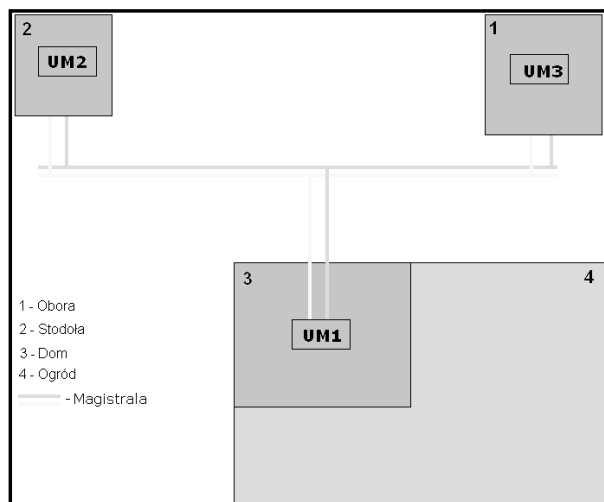 2
UM2
1
UM3
3
4
UM1
1 - Obora
2 - Stodoła
3 - Dom
4 - Ogród
- Magistrala